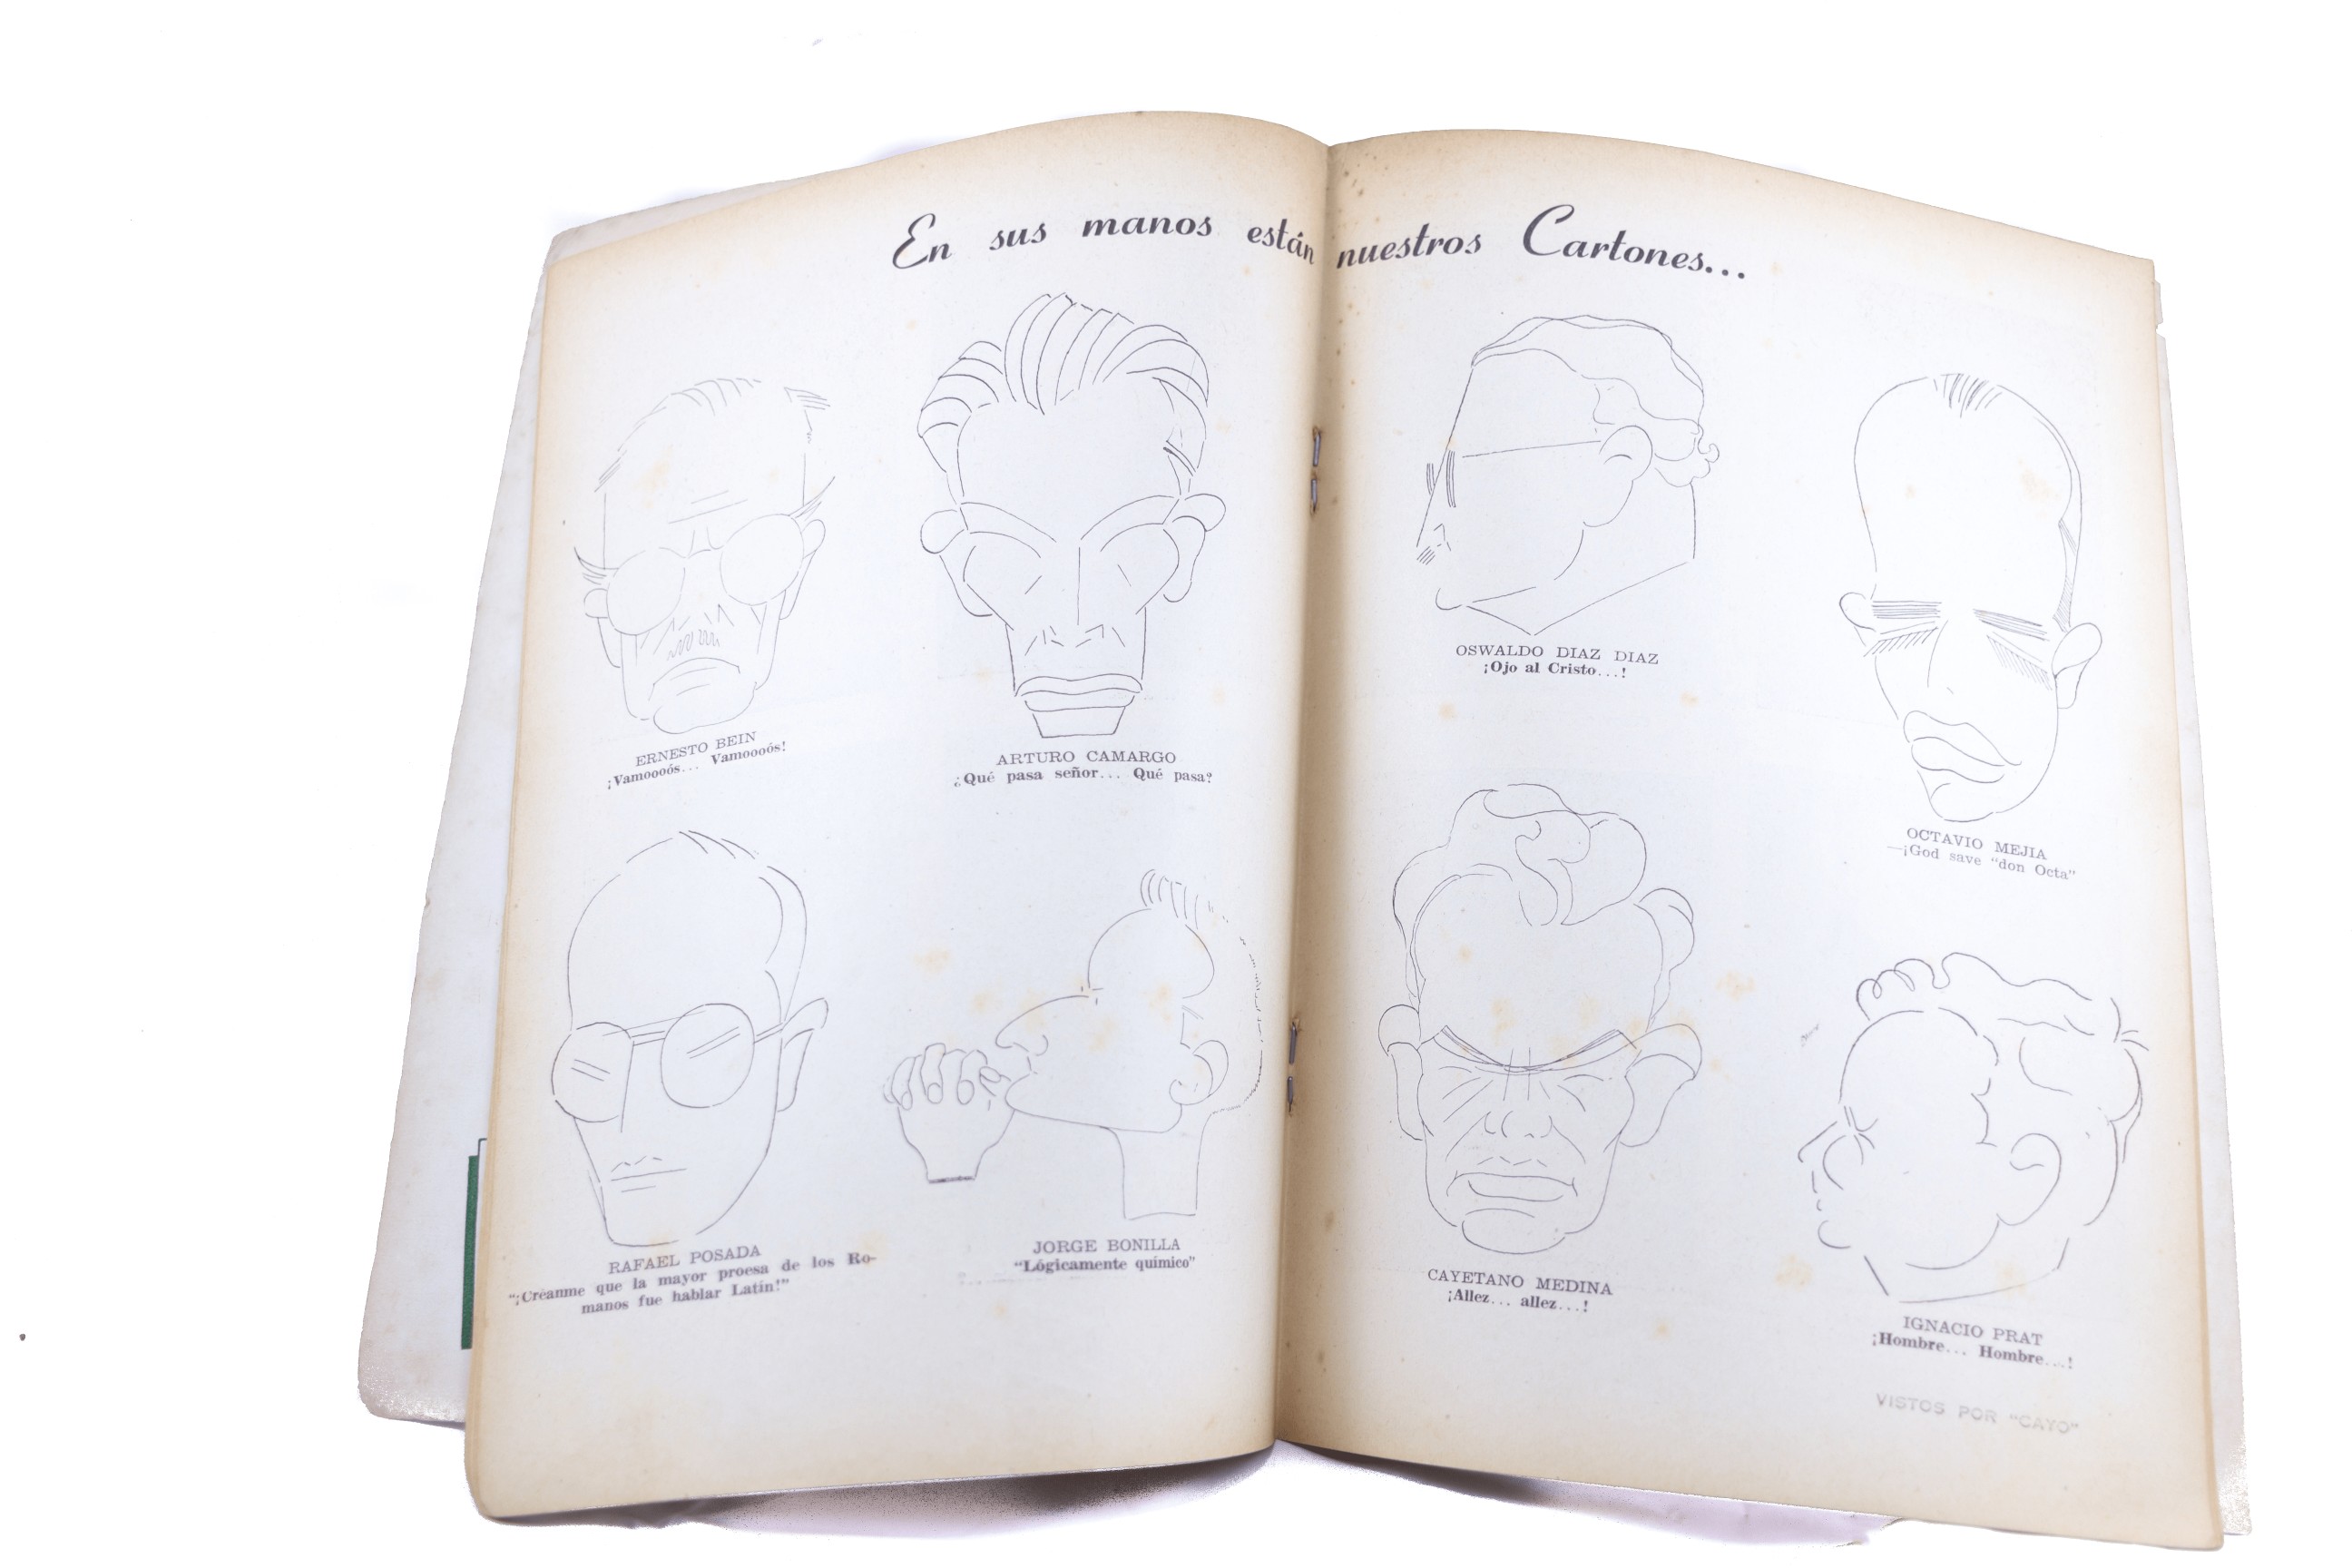 En sus manos están nuestros Cartones...
ERNESTO BEIN
¡Vamoooós... Vamoooós!
ARTURO CAMARGO
¿Qué pasa señor... Qué pasa?
RAFAEL POSADA
"¡Créanme que la mayor proesa de los Ro-
manos fue hablar Latín!"
JORGE BONILLA
"Lógicamente químico"
OSWALDO DIAZ DIAZ
¡Ojo al Cristo...!
OCTAVIO MEJIA
—¡God save "don Octa"
CAYETANO MEDINA
¡Allez... allez...!
IGNACIO PRAT
¡Hombre... Hombre...!
VISTOS POR "CAYO"